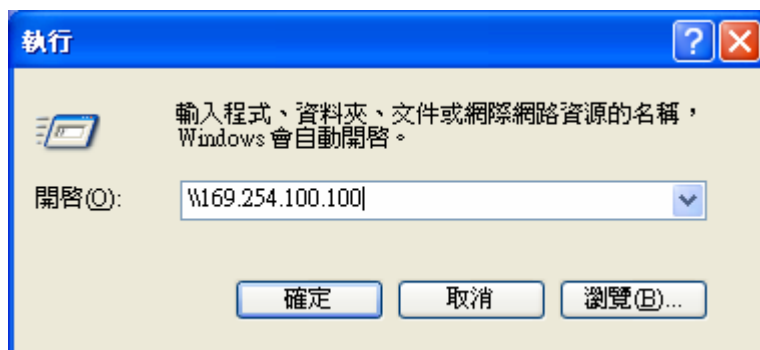 執行
輸入程式、資料夾、文件或網際網路資源的名稱，
Windows 會自動開啓。
開啓(O):
\\169.254.100.100
確定
取消
瀏覽(B)...